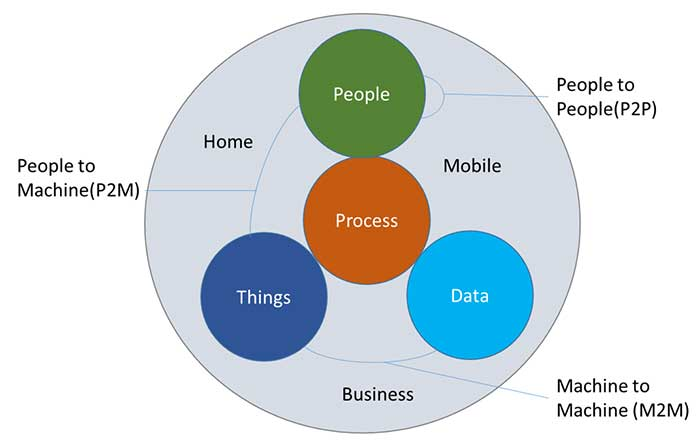 People
People to
People(P2P)
Home
Mobile
People to
Machine(P2M)
Process
Things
Data
Business
Machine to
Machine (M2M)